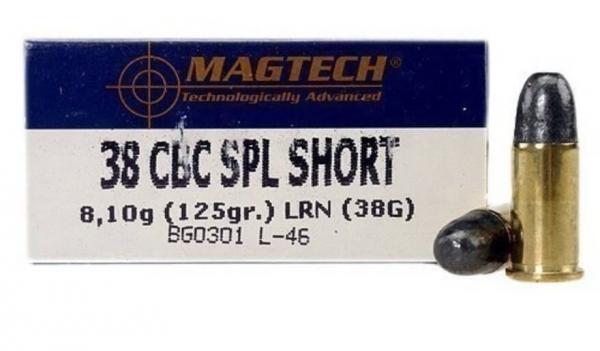 MAGTECH®
Technologically Advanced
38 CBC SPL SHORT
8,10g (125gr.) LRN (38G)
BG0301 L-46